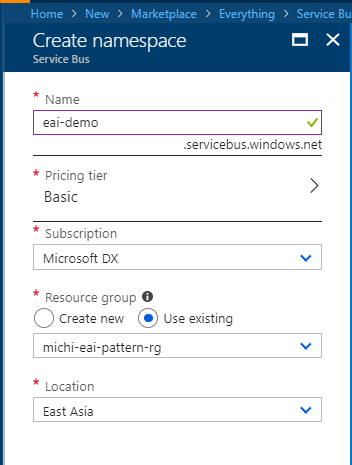 Home > New > Marketplace > Everything > Service Bu
Create namespace
Service Bus
* Name
eai-demo
.servicebus.windows.net
* Pricing tier
Basic
* Subscription
Microsoft DX
* Resource group
Create new Use existing
michi-eai-pattern-rg
* Location
East Asia